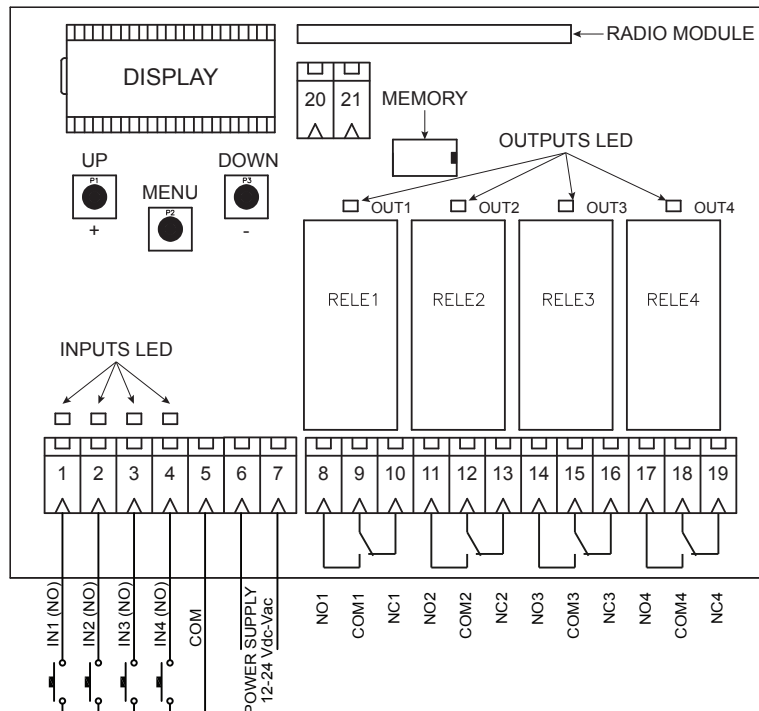 RADIO MODULE
DISPLAY
20 21
MEMORY
OUTPUTS LED
UP
DOWN
MENU
P1
P2
P3
+
-
OUT1
OUT2
OUT3
OUT4
RELE1
RELE2
RELE3
RELE4
INPUTS LED
1 2 3 4 5 6 7
8 9 10 11 12 13 14 15 16 17 18 19
IN1 (NO)
IN2 (NO)
IN3 (NO)
IN4 (NO)
COM
POWER SUPPLY
12-24 Vdc-Vac
NO1
COM1
NC1
NO2
COM2
NC2
NO3
COM3
NC3
NO4
COM4
NC4